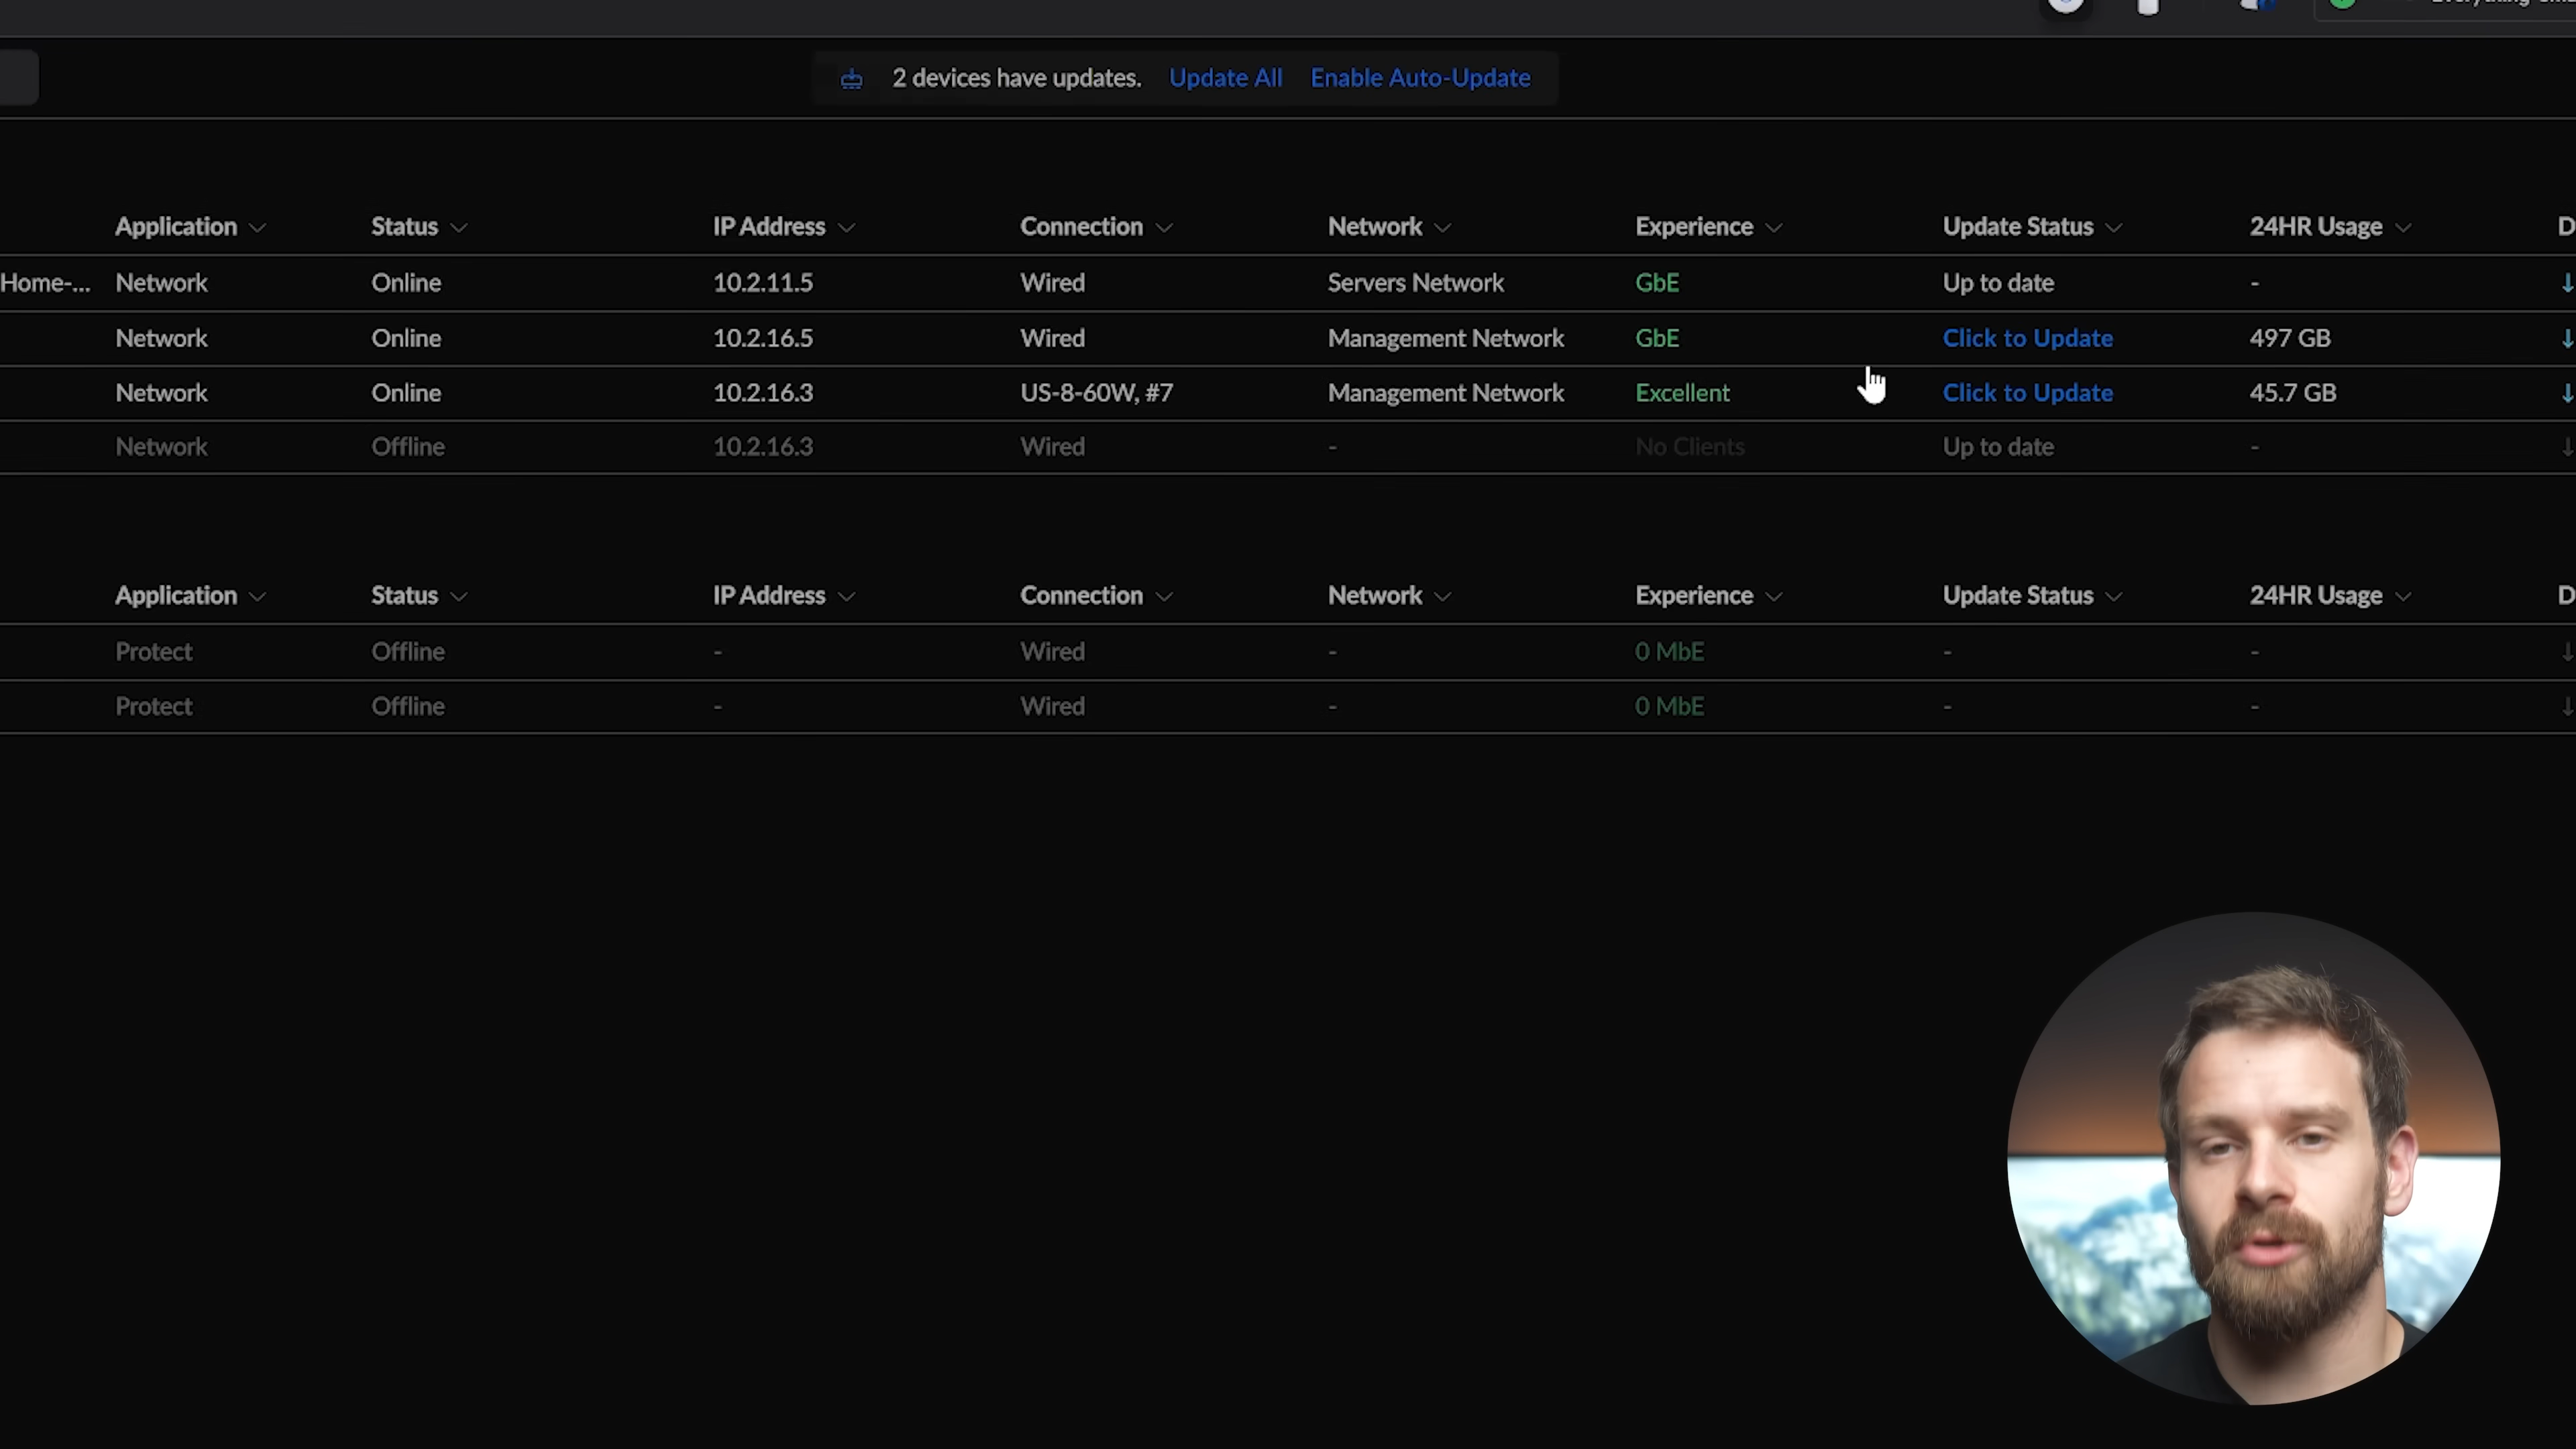 2 devices have updates. Update All Enable Auto-Update
Application Status IP Address Connection Network Experience Update Status 24HR Usage D
Home-... Network Online 10.2.11.5 Wired Servers Network GbE Up to date - ↓
Network Online 10.2.16.5 Wired Management Network GbE Click to Update 497 GB ↓
Network Online 10.2.16.3 US-8-60W, #7 Management Network Excellent Click to Update 45.7 GB ↓
Network Offline 10.2.16.3 Wired - No Clients Up to date - ↓
Application Status IP Address Connection Network Experience Update Status 24HR Usage D
Protect Offline - Wired - 0 MbE - - ↓
Protect Offline - Wired - 0 MbE - - ↓